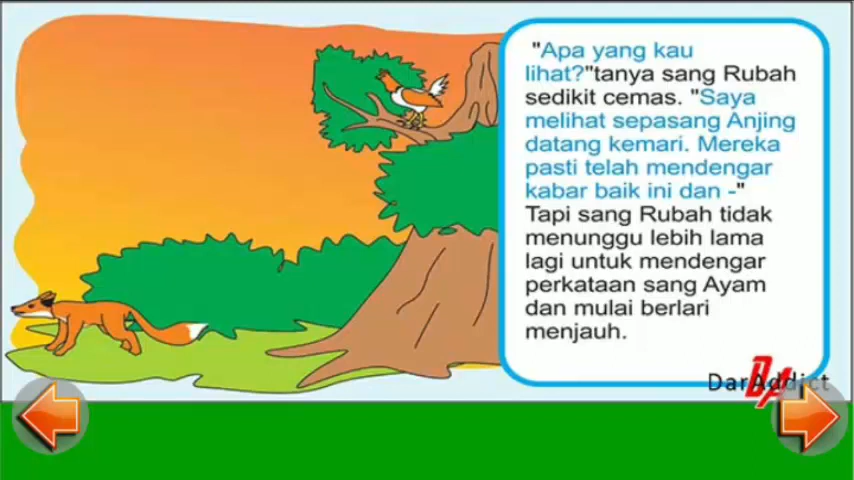 "Apa yang kau
lihat?"tanya sang Rubah
sedikit cemas. "Saya
melihat sepasang Anjing
datang kemari. Mereka
pasti telah mendengar
kabar baik ini dan -"
Tapi sang Rubah tidak
menunggu lebih lama
lagi untuk mendengar
perkataan sang Ayam
dan mulai berlari
menjauh.
DA
DarAddict